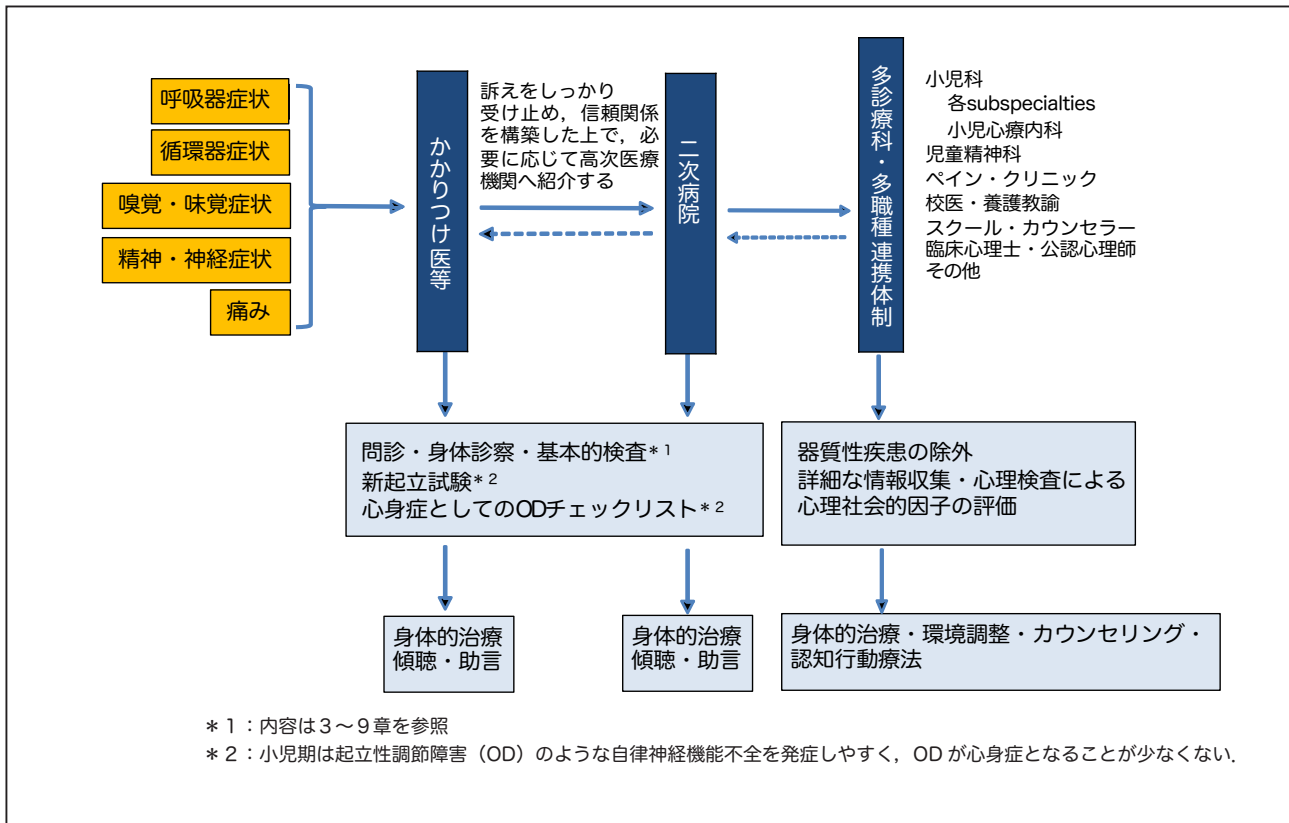 呼吸器症状
循環器症状
嗅覚・味覚症状
精神・神経症状
痛み
かかりつけ医等
訴えをしっかり
受け止め，信頼関係
を構築した上で，必
要に応じて高次医療
機関へ紹介する
二次病院
多診療科・多職種連携体制
小児科
各subspecialties
小児心療内科
児童精神科
ペイン・クリニック
校医・養護教諭
スクール・カウンセラー
臨床心理士・公認心理師
その他
問診・身体診察・基本的検査＊1
新起立試験＊2
心身症としてのODチェックリスト＊2
器質性疾患の除外
詳細な情報収集・心理検査による
心理社会的因子の評価
身体的治療
傾聴・助言
身体的治療
傾聴・助言
身体的治療・環境調整・カウンセリング・
認知行動療法
＊1：内容は3～9章を参照
＊2：小児期は起立性調節障害（OD）のような自律神経機能不全を発症しやすく，ODが心身症となることが少なくない．